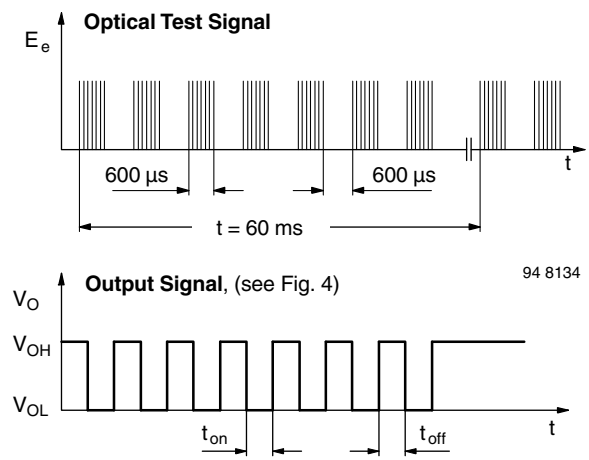 Optical Test Signal
E e
t
600 µs 600 µs
t = 60 ms
94 8134
Output Signal, (see Fig. 4)
V O
V OH
V OL
t on t off t